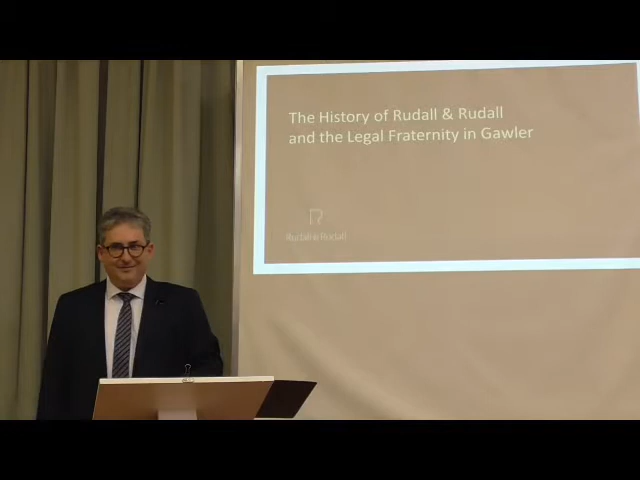 The History of Rudall & Rudall
and the Legal Fraternity in Gawler
Rudall & Rudall